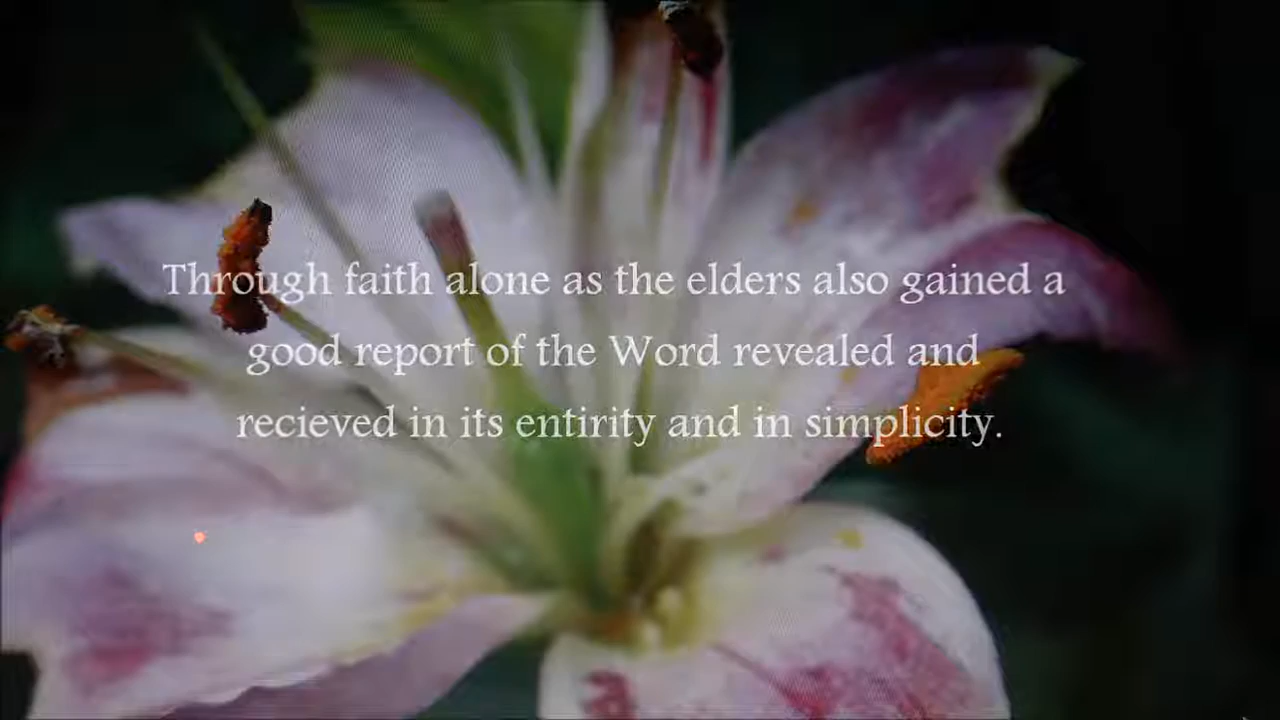 Through faith alone as the elders also gained a
good report of the Word revealed and
recieved in its entirity and in simplicity.